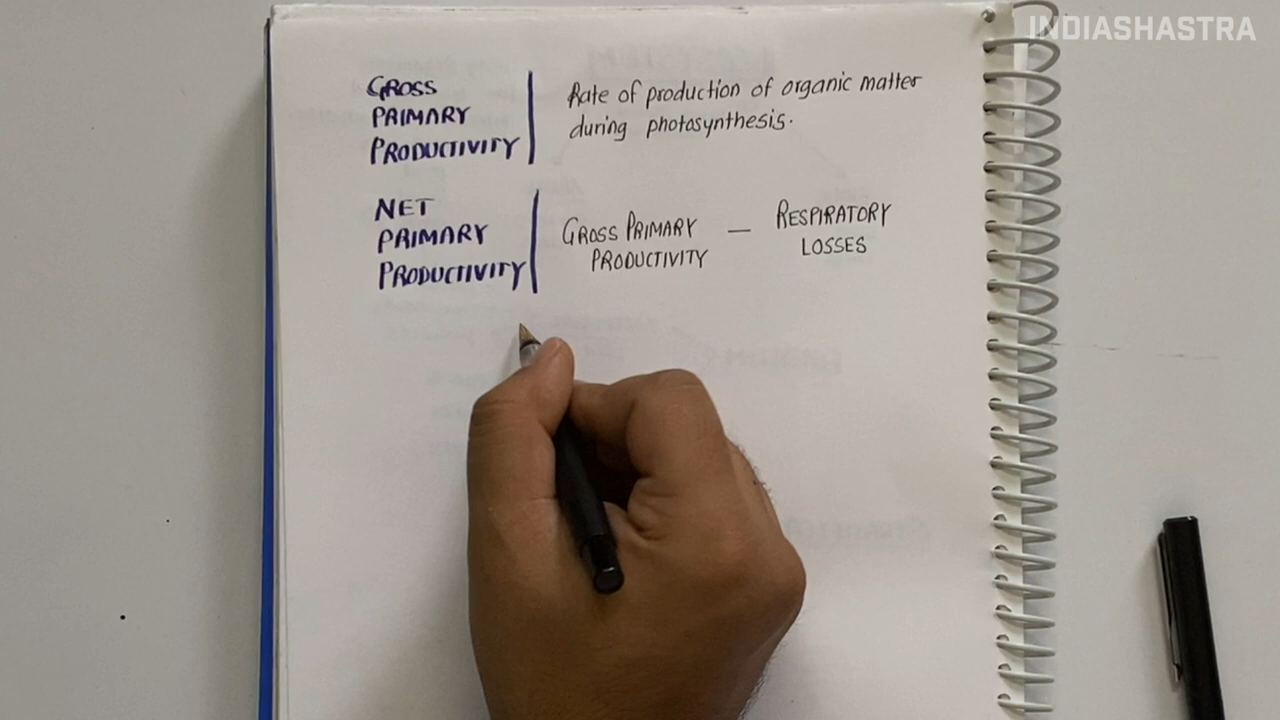 INDIASHASTRA
GROSS
PRIMARY
PRODUCTIVITY
Rate of production of organic matter
during photosynthesis.
NET
PRIMARY
PRODUCTIVITY
GROSS PRIMARY
PRODUCTIVITY
—
RESPIRATORY
LOSSES